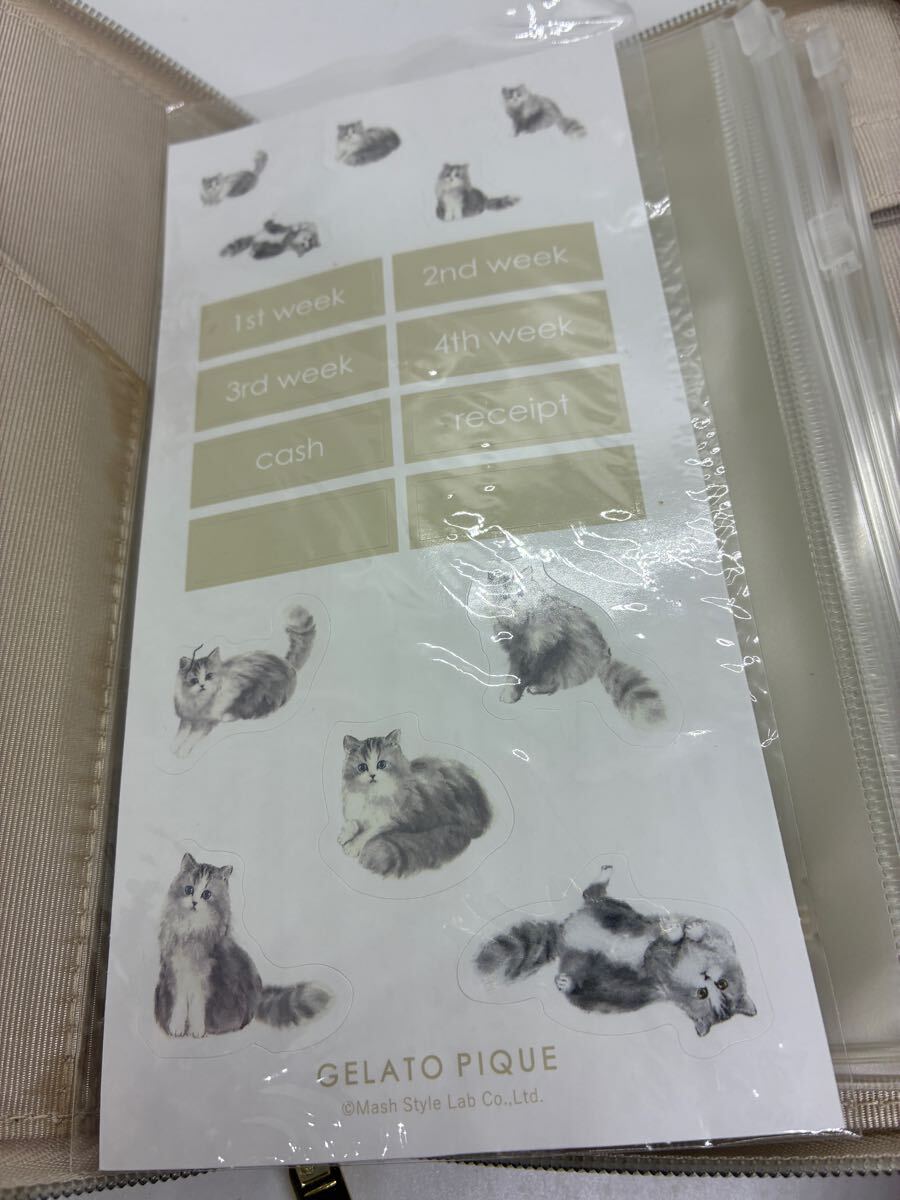 1st week
2nd week
3rd week
4th week
cash
receipt
GELATO PIQUE
©Mash Style Lab Co.,Ltd.